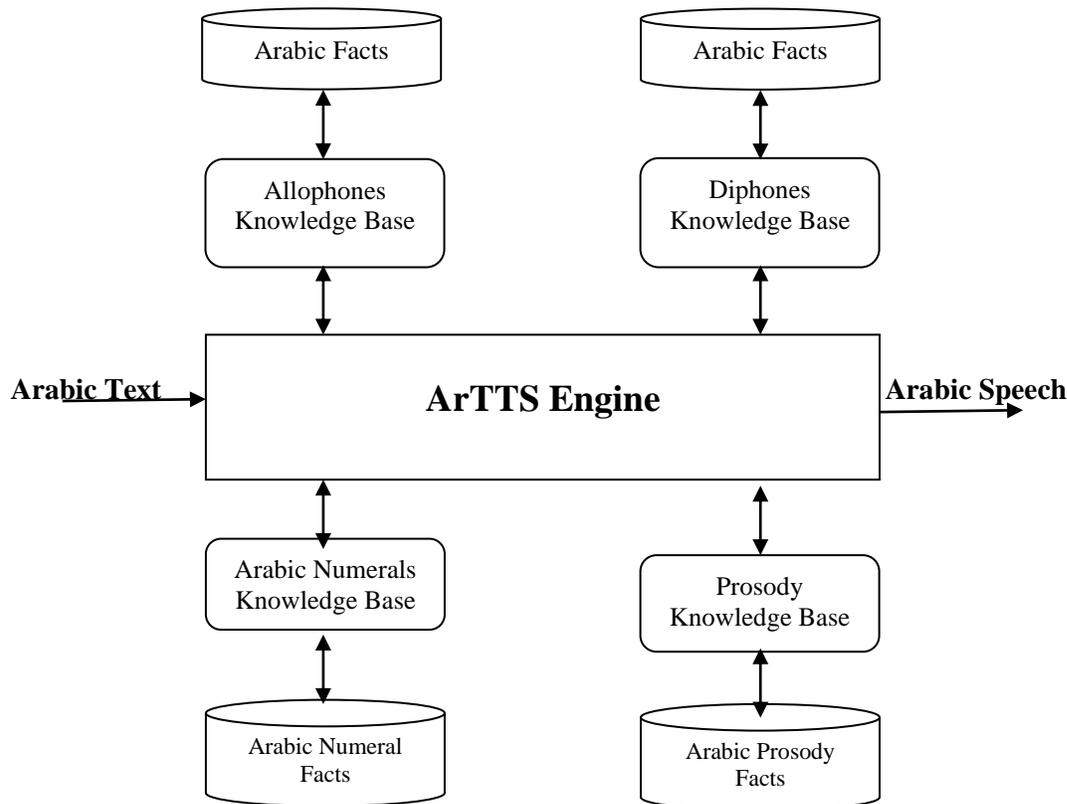 Arabic Facts
Arabic Facts
Allophones
Knowledge Base
Diphones
Knowledge Base
Arabic Text
ArTTS Engine
Arabic Speech
Arabic Numerals
Knowledge Base
Prosody
Knowledge Base
Arabic Numeral
Facts
Arabic Prosody
Facts